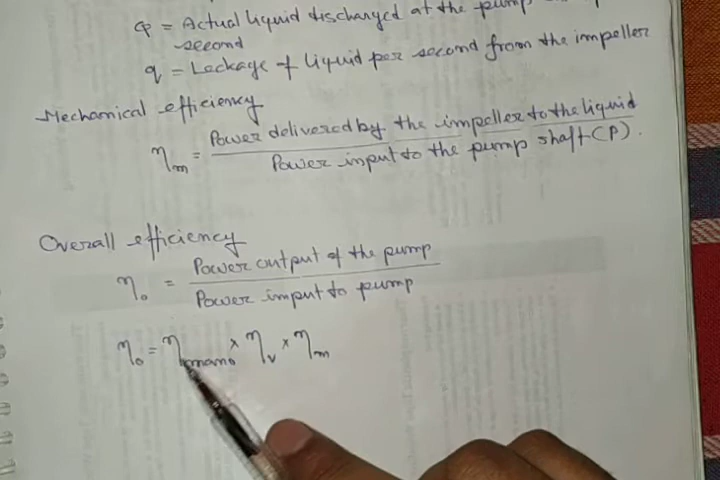 Q = Actual liquid discharged at the pump
second
q = Leckage of liquid per second from the impeller
Mechanical efficiency
ηm = Power delivered by the impeller to the liquid
Power input to the pump shaft (P).
Overall efficiency
ηo = Power output of the pump
Power input to pump
ηo = ηmano × ηv × ηm